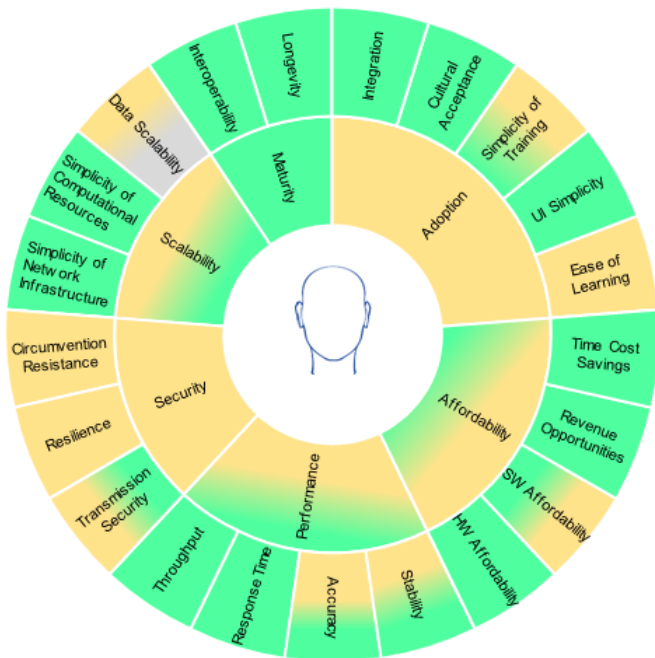 Integration
Cultural
Acceptance
Simplicity of
Training
UI Simplicity
Ease of
Learning
Time Cost
Savings
Revenue
Opportunities
SW Affordability
HW Affordability
Stability
Accuracy
Response Time
Throughput
Transmission
Security
Resilience
Circumvention
Resistance
Simplicity of
Network
Infrastructure
Simplicity of
Computational
Resources
Data Scalability
Interoperability
Longevity
Adoption
Affordability
Performance
Security
Scalability
Maturity